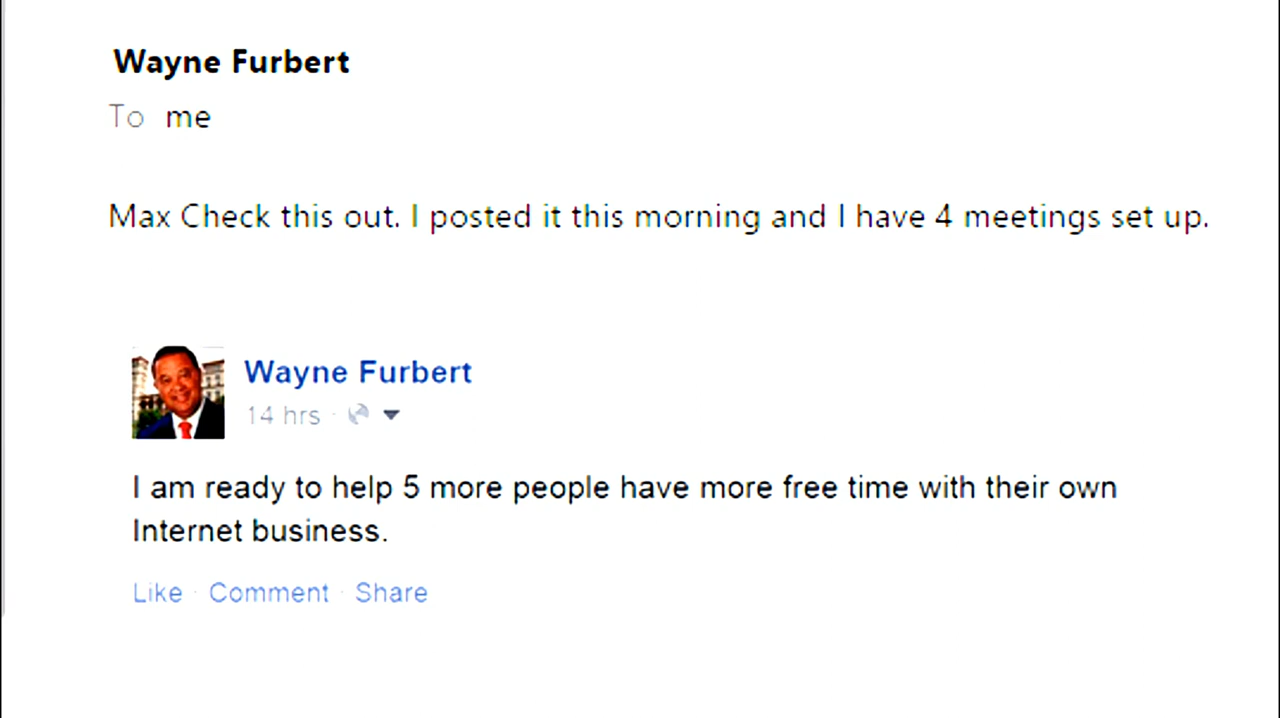 Wayne Furbert
To me
Max Check this out. I posted it this morning and I have 4 meetings set up.
Wayne Furbert
14 hrs ·
I am ready to help 5 more people have more free time with their own
Internet business.
Like · Comment · Share